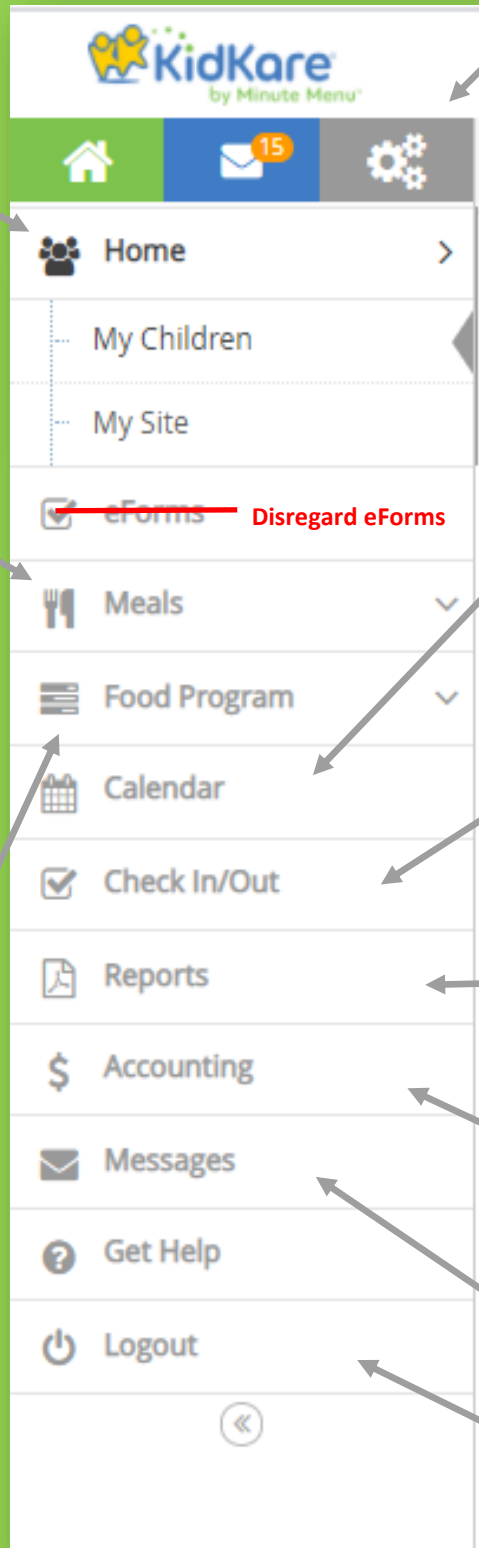 KidKare
by Minute Menu
15
Home
My Children
My Site
eForms Disregard eForms
Meals
Food Program
Calendar
Check In/Out
Reports
$ Accounting
Messages
? Get Help
Logout